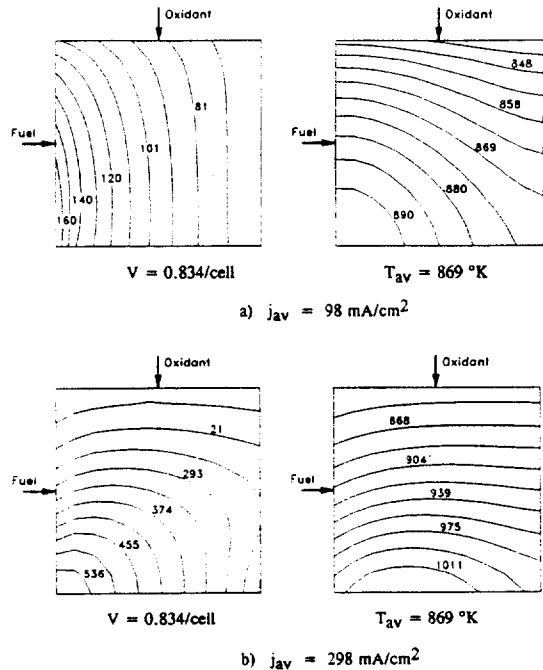 Oxidant
Oxidant
Fuel
81
101
120
140
160
848
858
869
880
890
V = 0.834/cell
T_av = 869 °K
a) j_av = 98 mA/cm²
Oxidant
Oxidant
Fuel
Fuel
21
293
374
455
536
868
904
939
975
1011
V = 0.834/cell
T_av = 869 °K
b) j_av = 298 mA/cm²